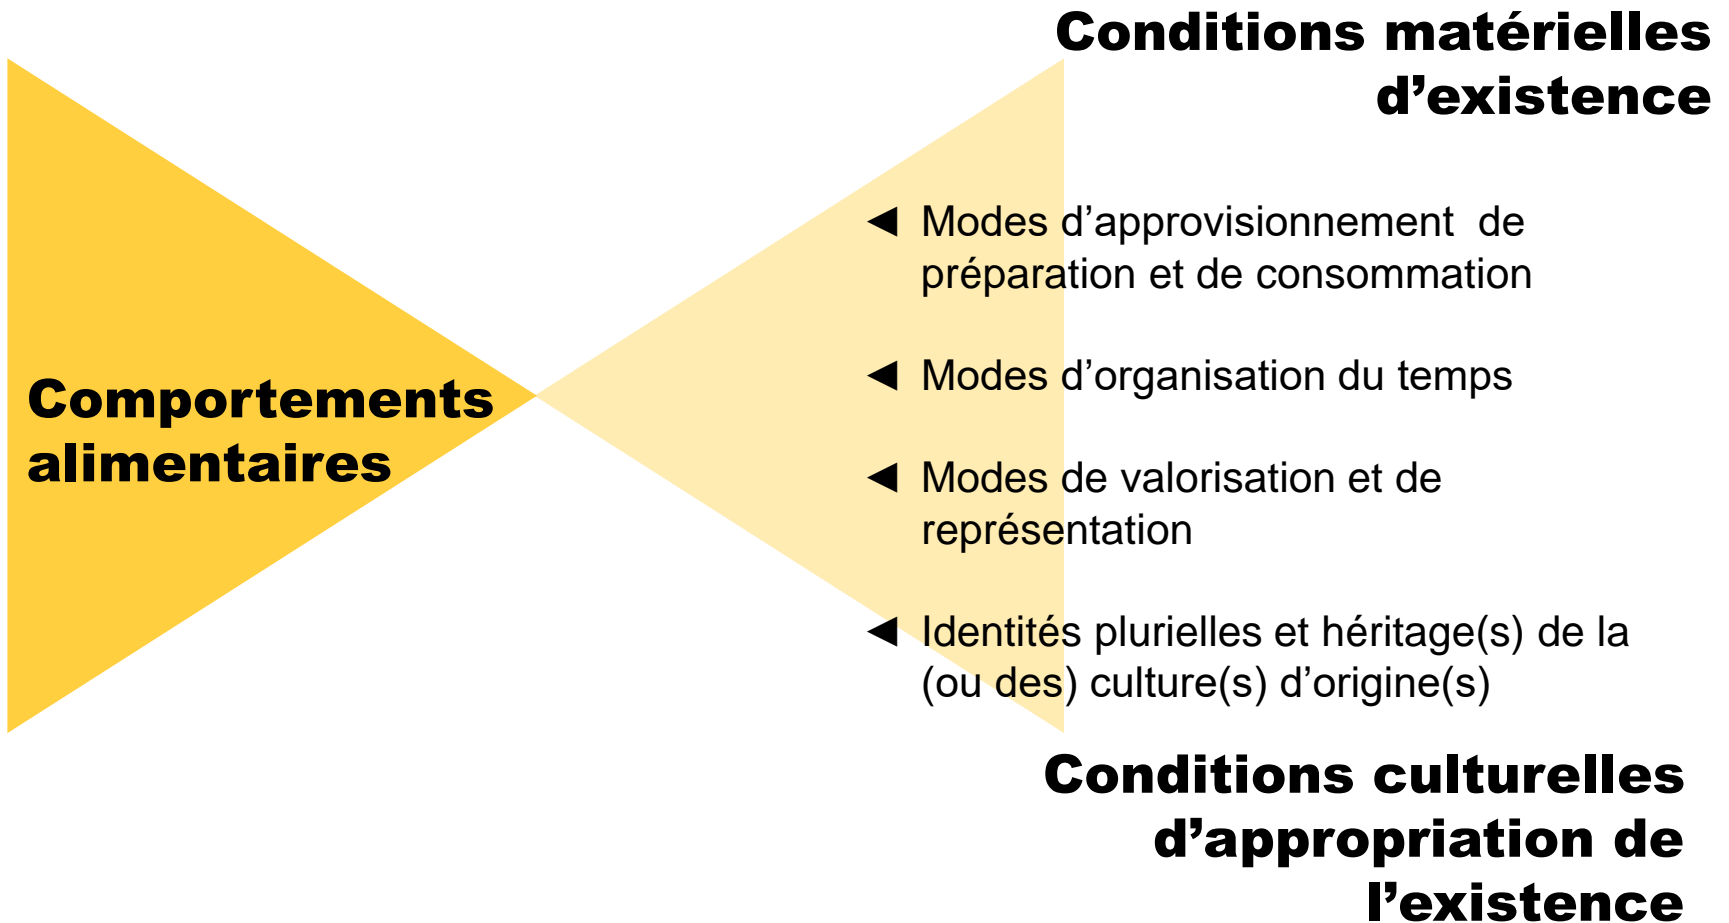 Conditions matérielles
d’existence
◄ Modes d’approvisionnement  de
préparation et de consommation
◄ Modes d’organisation du temps
Comportements
alimentaires
◄ Modes de valorisation et de
représentation
◄ Identités plurielles et héritage(s) de la
(ou des) culture(s) d’origine(s)
Conditions culturelles
d’appropriation de
l’existence